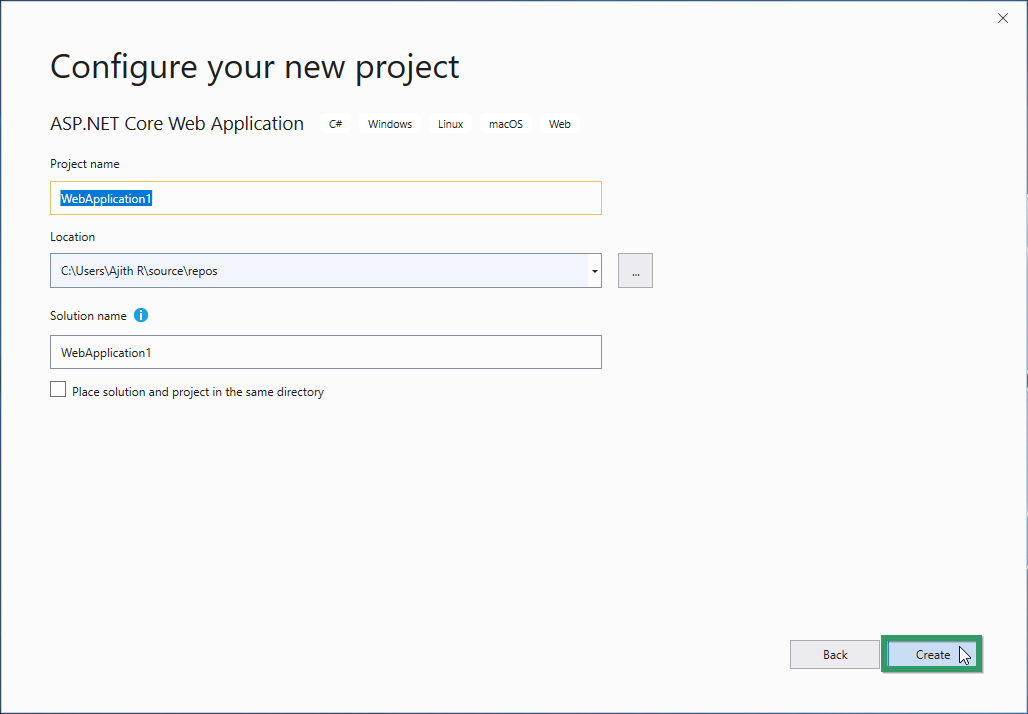 Configure your new project
ASP.NET Core Web Application C# Windows Linux macOS Web
Project name
WebApplication1
Location
C:\Users\Ajith R\source\repos
...
Solution name i
WebApplication1
Place solution and project in the same directory
Back Create